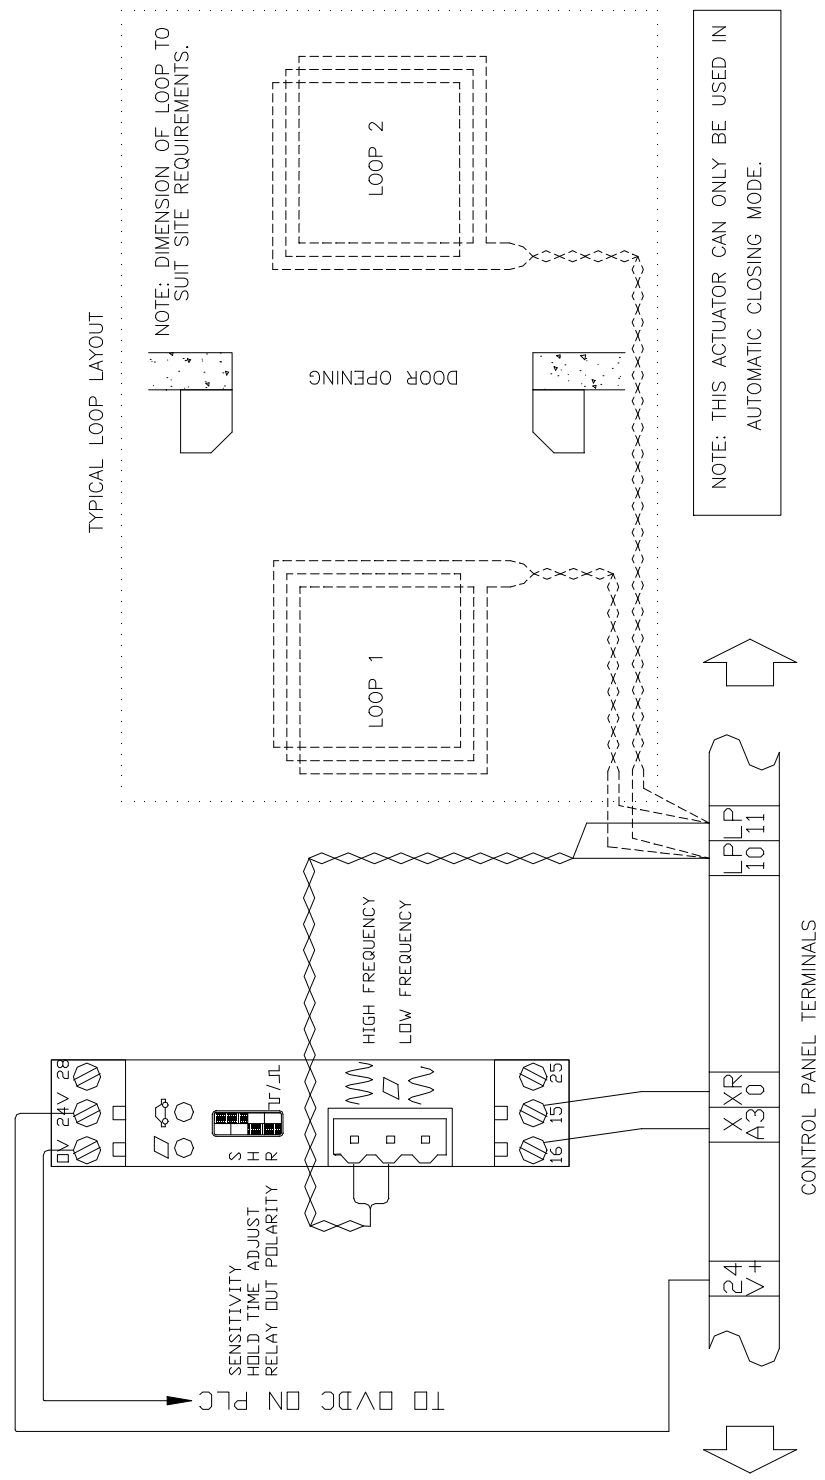 TYPICAL LOOP LAYOUT
NOTE: DIMENSION OF LOOP TO
SUIT SITE REQUIREMENTS.
LOOP 1
DOOR OPENING
LOOP 2
NOTE: THIS ACTUATOR CAN ONLY BE USED IN
AUTOMATIC CLOSING MODE.
0V 24V 28
S
H
R
SENSITIVITY
HOLD TIME ADJUST
RELAY OUT POLARITY
HIGH FREQUENCY
LOW FREQUENCY
16 15 25
TO 0VDC ON PLC
24
V+
X
A3
XR
0
LP
10
LP
11
CONTROL PANEL TERMINALS